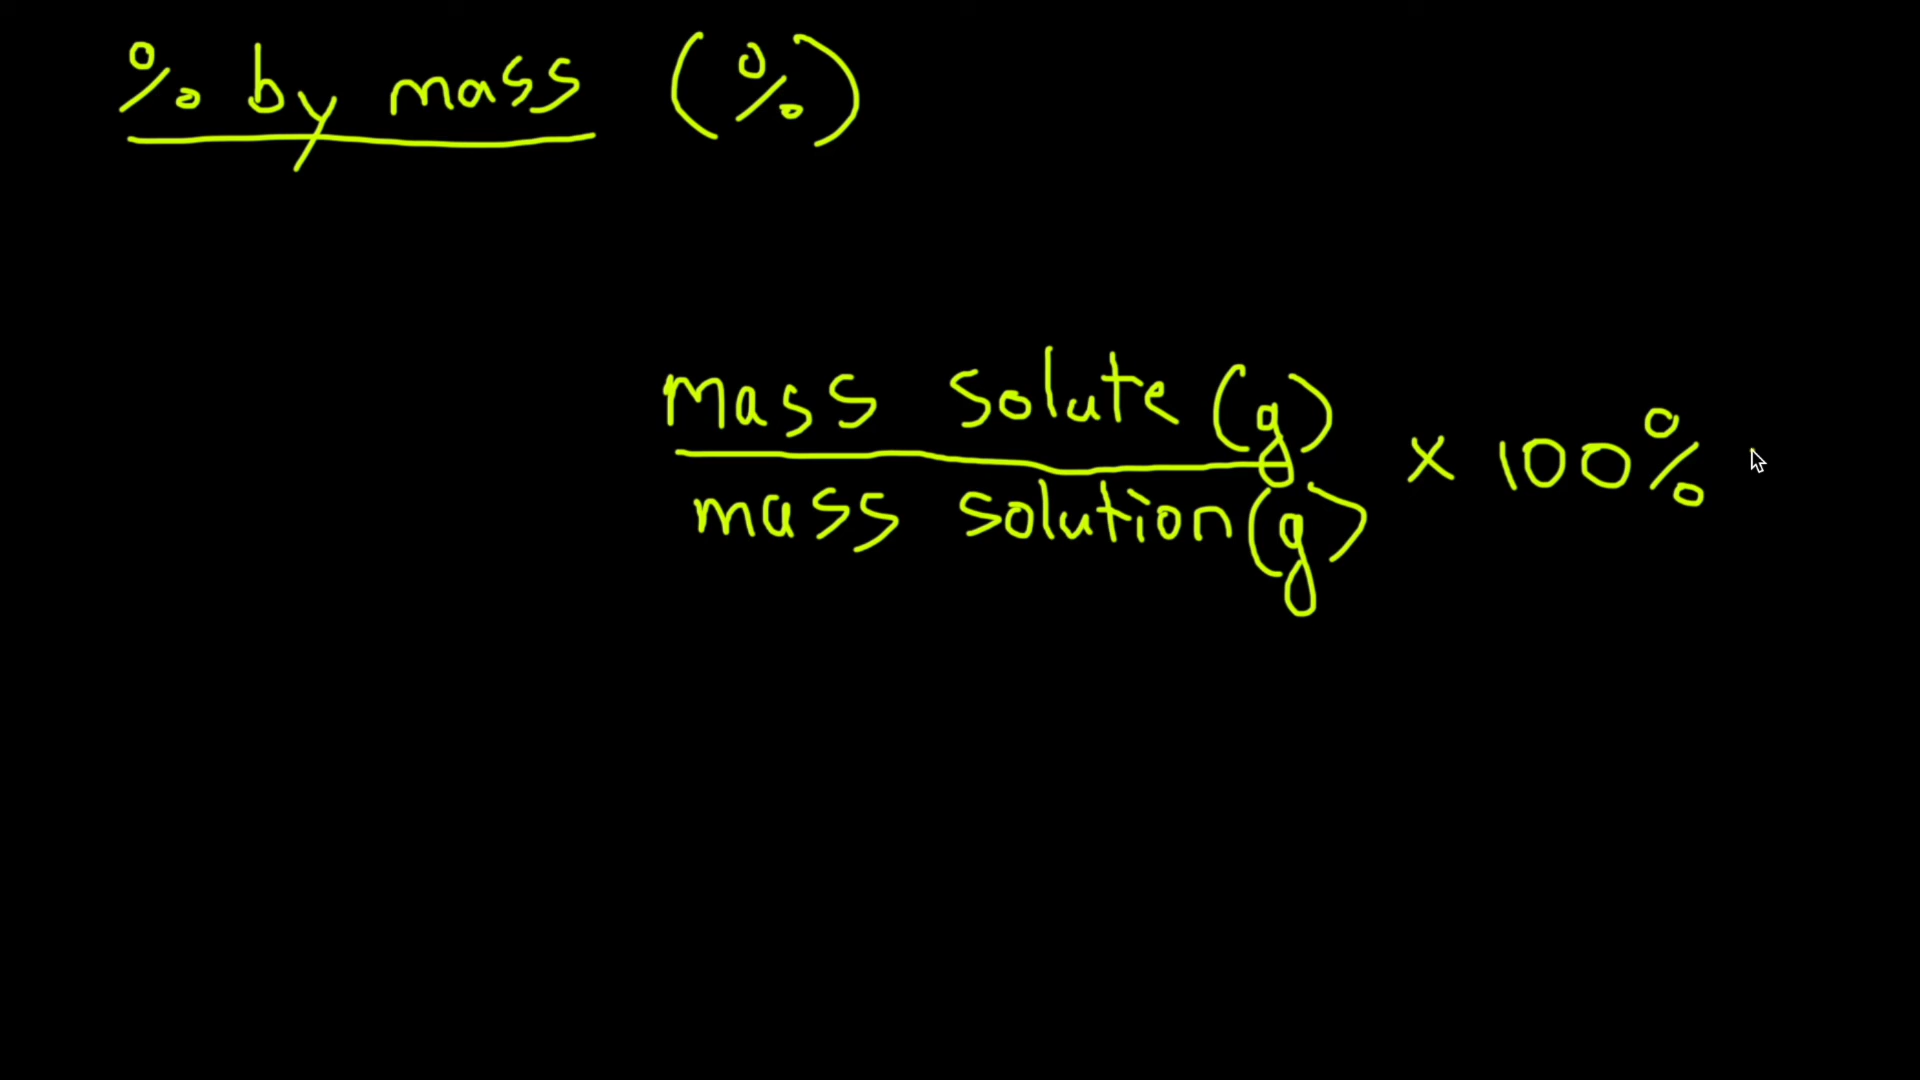 % by mass (%)
mass solute (g)
mass solution (g)
x 100%